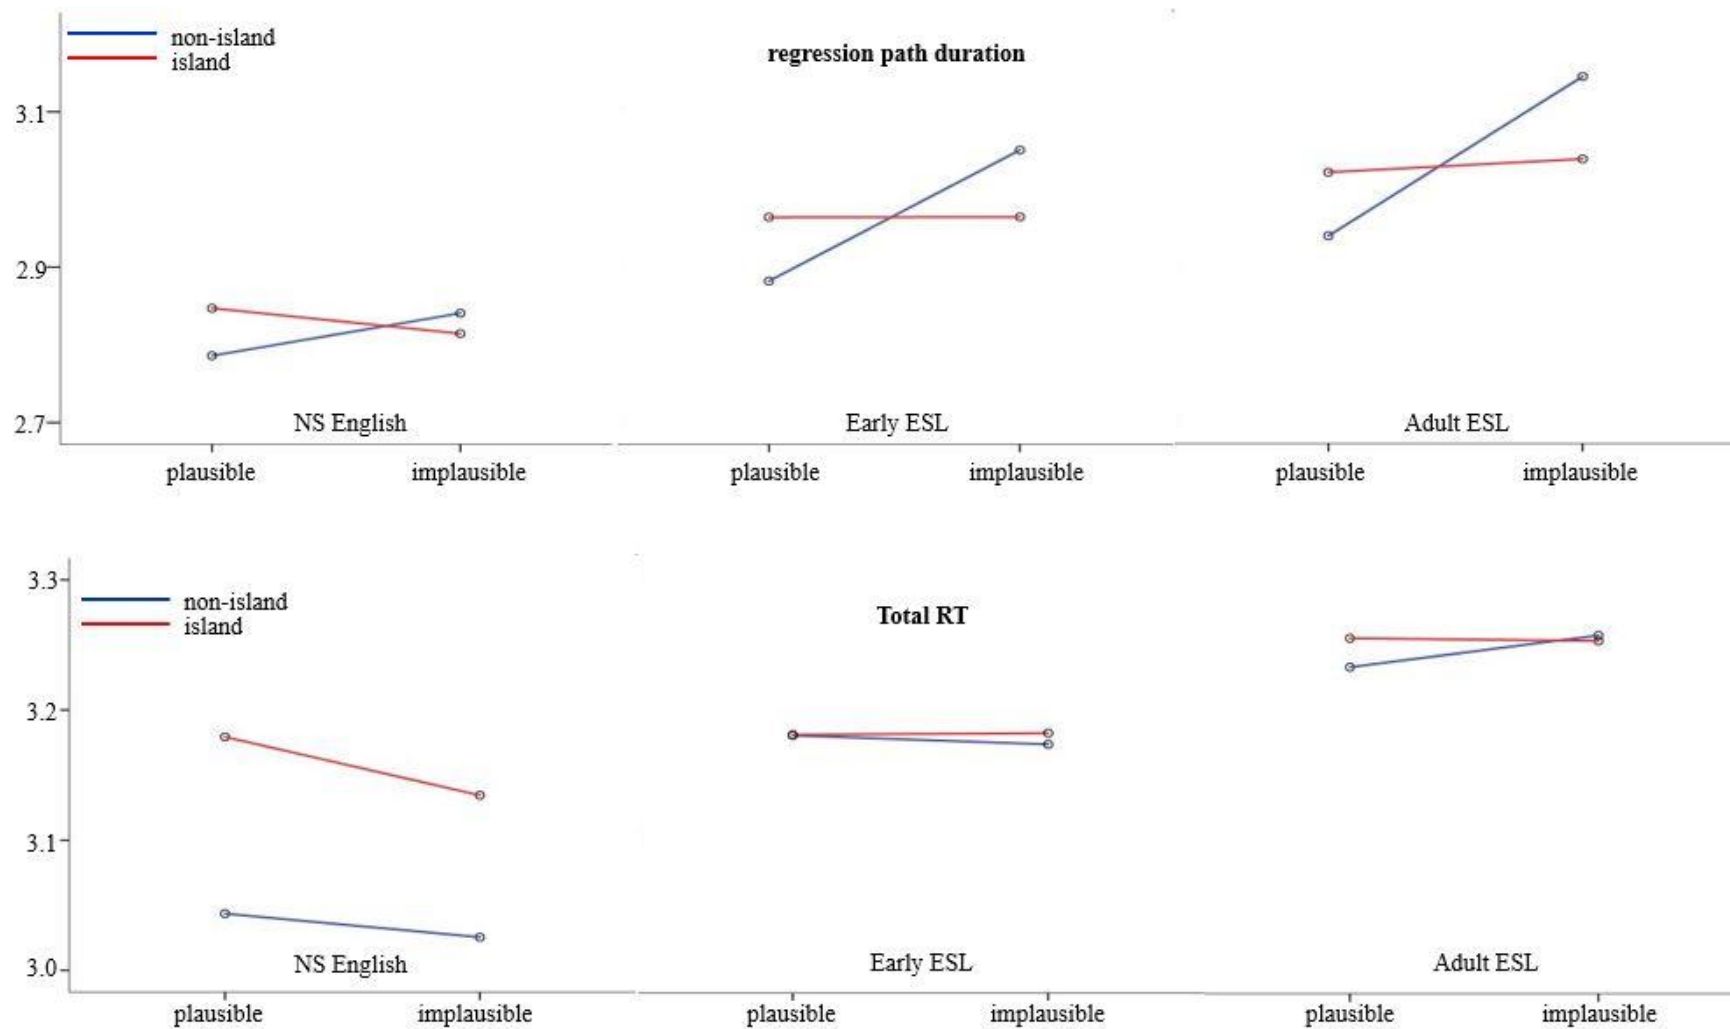 non-island
island
regression path duration
3.1
2.9
2.7
NS English
Early ESL
Adult ESL
plausible
implausible
plausible
implausible
plausible
implausible
3.3
non-island
island
Total RT
3.2
3.1
3.0
NS English
Early ESL
Adult ESL
plausible
implausible
plausible
implausible
plausible
implausible